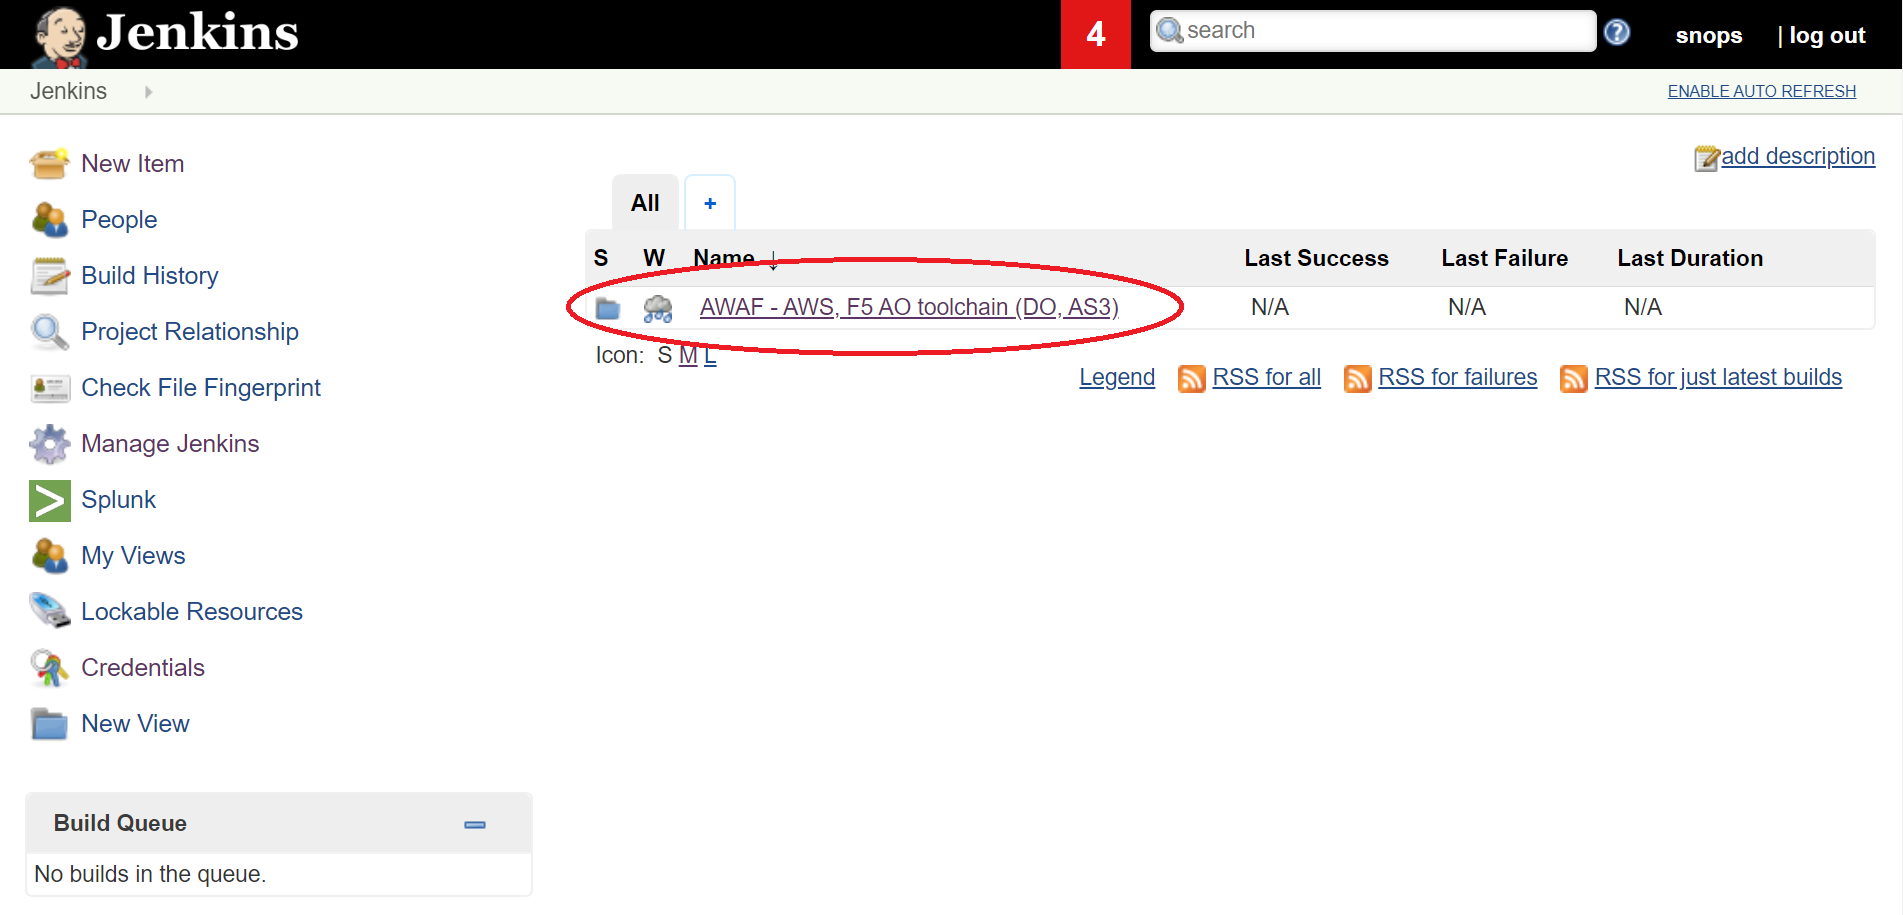 Jenkins
4
search
snops
| log out
Jenkins
ENABLE AUTO REFRESH
New Item
People
Build History
Project Relationship
Check File Fingerprint
Manage Jenkins
Splunk
My Views
Lockable Resources
Credentials
New View
Build Queue
No builds in the queue.
add description
All +
S W Name ↓ Last Success Last Failure Last Duration
AWAF - AWS, F5 AO toolchain (DO, AS3) N/A N/A N/A
Icon: S M L
Legend RSS for all RSS for failures RSS for just latest builds